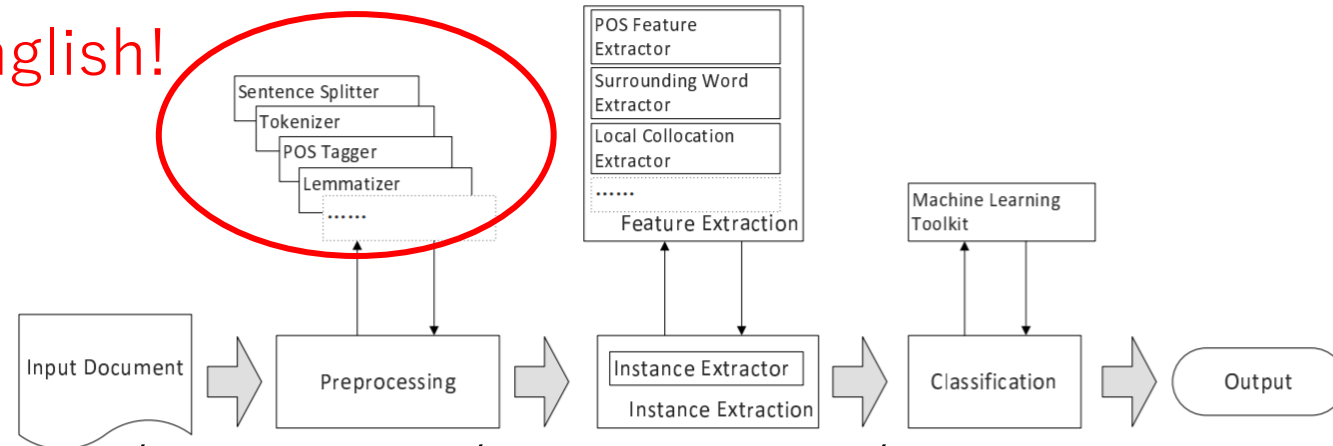 nglish!
Sentence Splitter
Tokenizer
POS Tagger
Lemmatizer
......
POS Feature
Extractor
Surrounding Word
Extractor
Local Collocation
Extractor
......
Feature Extraction
Machine Learning
Toolkit
Input Document
Preprocessing
Instance Extractor
Instance Extraction
Classification
Output